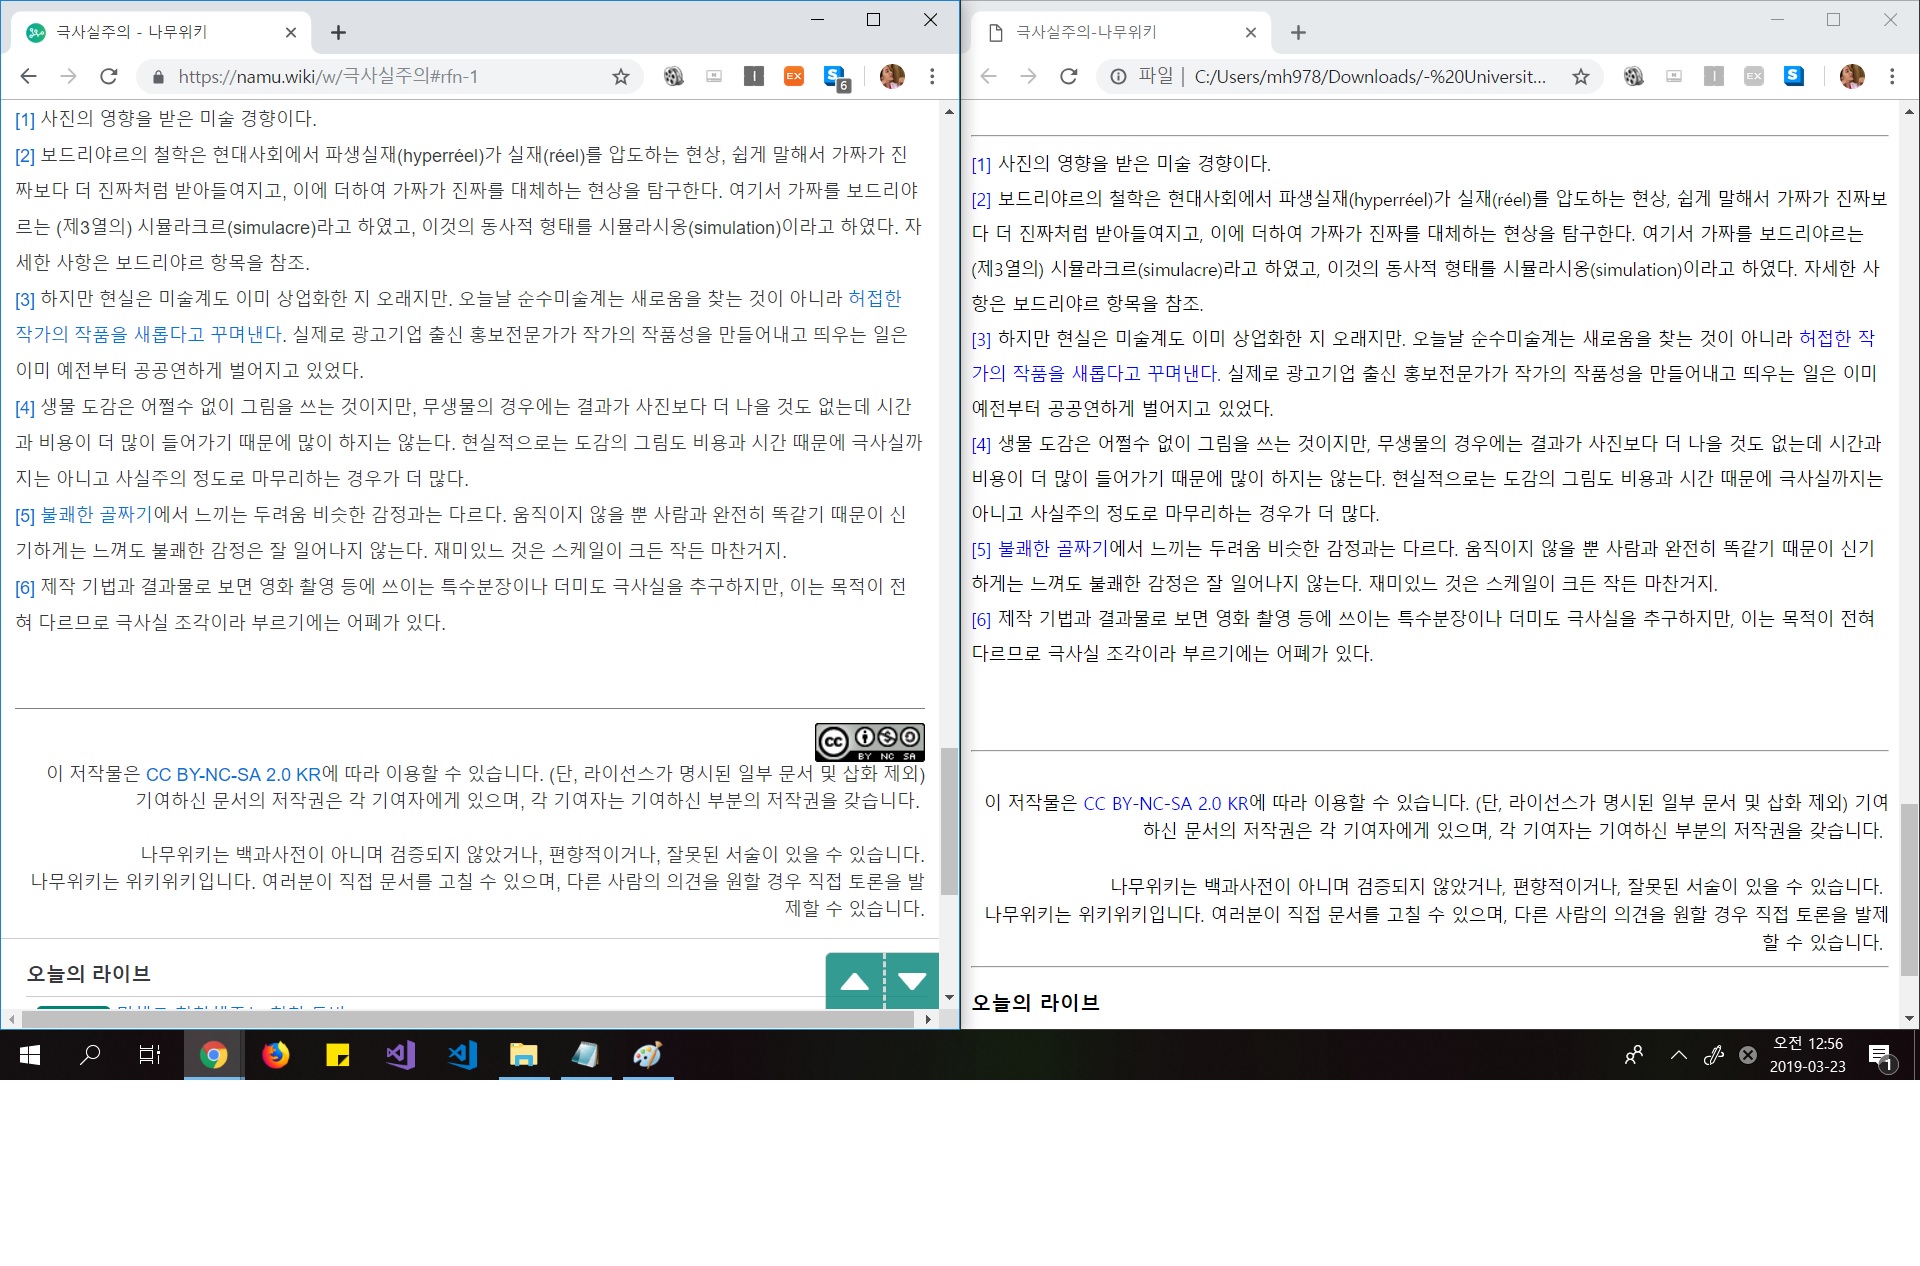 극사실주의 - 나무위키
https://namu.wiki/w/극사실주의#rfn-1
EX
S
6
[1] 사진의 영향을 받은 미술 경향이다.
[2] 보드리야르의 철학은 현대사회에서 파생실재(hyperréel)가 실재(réel)를 압도하는 현상, 쉽게 말해서 가짜가 진
짜보다 더 진짜처럼 받아들여지고, 이에 더하여 가짜가 진짜를 대체하는 현상을 탐구한다. 여기서 가짜를 보드리야
르는 (제3열의) 시뮬라크르(simulacre)라고 하였고, 이것의 동사적 형태를 시뮬라시옹(simulation)이라고 하였다. 자
세한 사항은 보드리야르 항목을 참조.
[3] 하지만 현실은 미술계도 이미 상업화한 지 오래지만. 오늘날 순수미술계는 새로움을 찾는 것이 아니라 허접한
작가의 작품을 새롭다고 꾸며낸다. 실제로 광고기업 출신 홍보전문가가 작가의 작품성을 만들어내고 띄우는 일은
이미 예전부터 공공연하게 벌어지고 있었다.
[4] 생물 도감은 어쩔수 없이 그림을 쓰는 것이지만, 무생물의 경우에는 결과가 사진보다 더 나을 것도 없는데 시간
과 비용이 더 많이 들어가기 때문에 많이 하지는 않는다. 현실적으로는 도감의 그림도 비용과 시간 때문에 극사실까
지는 아니고 사실주의 정도로 마무리하는 경우가 더 많다.
[5] 불쾌한 골짜기에서 느끼는 두려움 비슷한 감정과는 다르다. 움직이지 않을 뿐 사람과 완전히 똑같기 때문이 신
기하게는 느껴도 불쾌한 감정은 잘 일어나지 않는다. 재미있느 것은 스케일이 크든 작든 마찬거지.
[6] 제작 기법과 결과물로 보면 영화 촬영 등에 쓰이는 특수분장이나 더미도 극사실을 추구하지만, 이는 목적이 전
혀 다르므로 극사실 조각이라 부르기에는 어폐가 있다.
cc BY NC SA
이 저작물은 CC BY-NC-SA 2.0 KR에 따라 이용할 수 있습니다. (단, 라이선스가 명시된 일부 문서 및 삽화 제외)
기여하신 문서의 저작권은 각 기여자에게 있으며, 각 기여자는 기여하신 부분의 저작권을 갖습니다.
나무위키는 백과사전이 아니며 검증되지 않았거나, 편향적이거나, 잘못된 서술이 있을 수 있습니다.
나무위키는 위키위키입니다. 여러분이 직접 문서를 고칠 수 있으며, 다른 사람의 의견을 원할 경우 직접 토론을 발
제할 수 있습니다.
오늘의 라이브
극사실주의-나무위키
파일 | C:/Users/mh978/Downloads/-%20Universit...
EX
S
[1] 사진의 영향을 받은 미술 경향이다.
[2] 보드리야르의 철학은 현대사회에서 파생실재(hyperréel)가 실재(réel)를 압도하는 현상, 쉽게 말해서 가짜가 진짜보
다 더 진짜처럼 받아들여지고, 이에 더하여 가짜가 진짜를 대체하는 현상을 탐구한다. 여기서 가짜를 보드리야르는
(제3열의) 시뮬라크르(simulacre)라고 하였고, 이것의 동사적 형태를 시뮬라시옹(simulation)이라고 하였다. 자세한 사
항은 보드리야르 항목을 참조.
[3] 하지만 현실은 미술계도 이미 상업화한 지 오래지만. 오늘날 순수미술계는 새로움을 찾는 것이 아니라 허접한 작
가의 작품을 새롭다고 꾸며낸다. 실제로 광고기업 출신 홍보전문가가 작가의 작품성을 만들어내고 띄우는 일은 이미
예전부터 공공연하게 벌어지고 있었다.
[4] 생물 도감은 어쩔수 없이 그림을 쓰는 것이지만, 무생물의 경우에는 결과가 사진보다 더 나을 것도 없는데 시간과
비용이 더 많이 들어가기 때문에 많이 하지는 않는다. 현실적으로는 도감의 그림도 비용과 시간 때문에 극사실까지는
아니고 사실주의 정도로 마무리하는 경우가 더 많다.
[5] 불쾌한 골짜기에서 느끼는 두려움 비슷한 감정과는 다르다. 움직이지 않을 뿐 사람과 완전히 똑같기 때문이 신기
하게는 느껴도 불쾌한 감정은 잘 일어나지 않는다. 재미있느 것은 스케일이 크든 작든 마찬거지.
[6] 제작 기법과 결과물로 보면 영화 촬영 등에 쓰이는 특수분장이나 더미도 극사실을 추구하지만, 이는 목적이 전혀
다르므로 극사실 조각이라 부르기에는 어폐가 있다.
이 저작물은 CC BY-NC-SA 2.0 KR에 따라 이용할 수 있습니다. (단, 라이선스가 명시된 일부 문서 및 삽화 제외) 기여
하신 문서의 저작권은 각 기여자에게 있으며, 각 기여자는 기여하신 부분의 저작권을 갖습니다.
나무위키는 백과사전이 아니며 검증되지 않았거나, 편향적이거나, 잘못된 서술이 있을 수 있습니다.
나무위키는 위키위키입니다. 여러분이 직접 문서를 고칠 수 있으며, 다른 사람의 의견을 원할 경우 직접 토론을 발제
할 수 있습니다.
오늘의 라이브
오전 12:56
2019-03-23
1